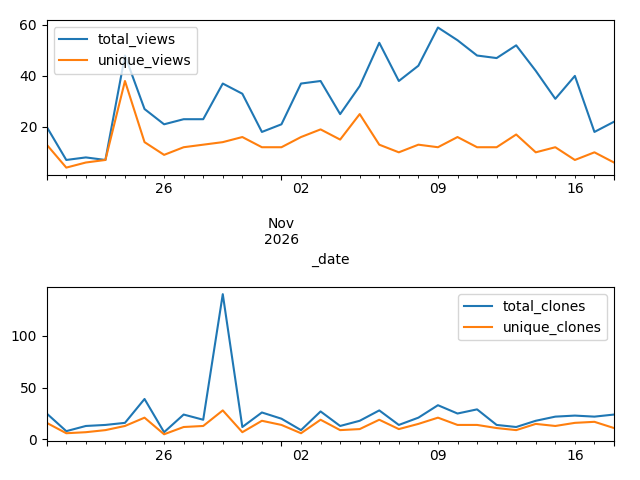 60
40
20
total_views
unique_views
26
02
09
16
Nov
2026
_date
100
50
0
total_clones
unique_clones
26
02
09
16